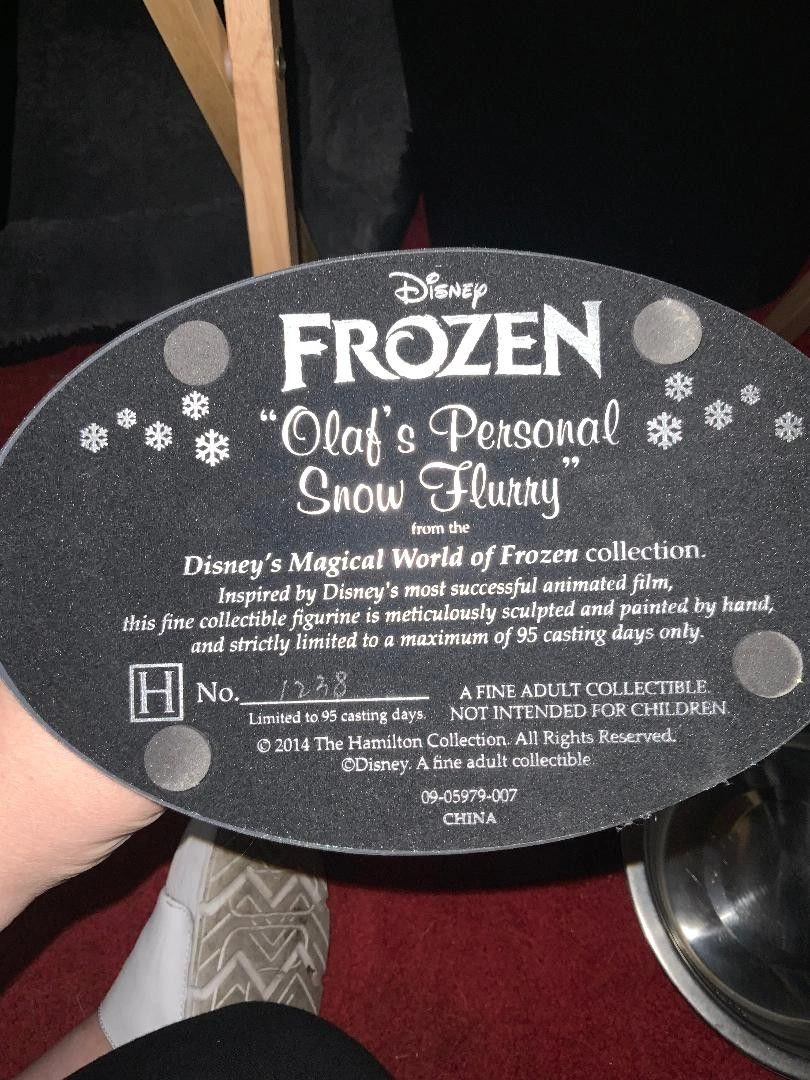 Disney
FROZEN
"Olaf's Personal
Snow Flurry"
from the
Disney's Magical World of Frozen collection.
Inspired by Disney's most successful animated film,
this fine collectible figurine is meticulously sculpted and painted by hand,
and strictly limited to a maximum of 95 casting days only.
H No. 1238
Limited to 95 casting days.
A FINE ADULT COLLECTIBLE.
NOT INTENDED FOR CHILDREN.
© 2014 The Hamilton Collection. All Rights Reserved.
©Disney. A fine adult collectible.
09-05979-007
CHINA